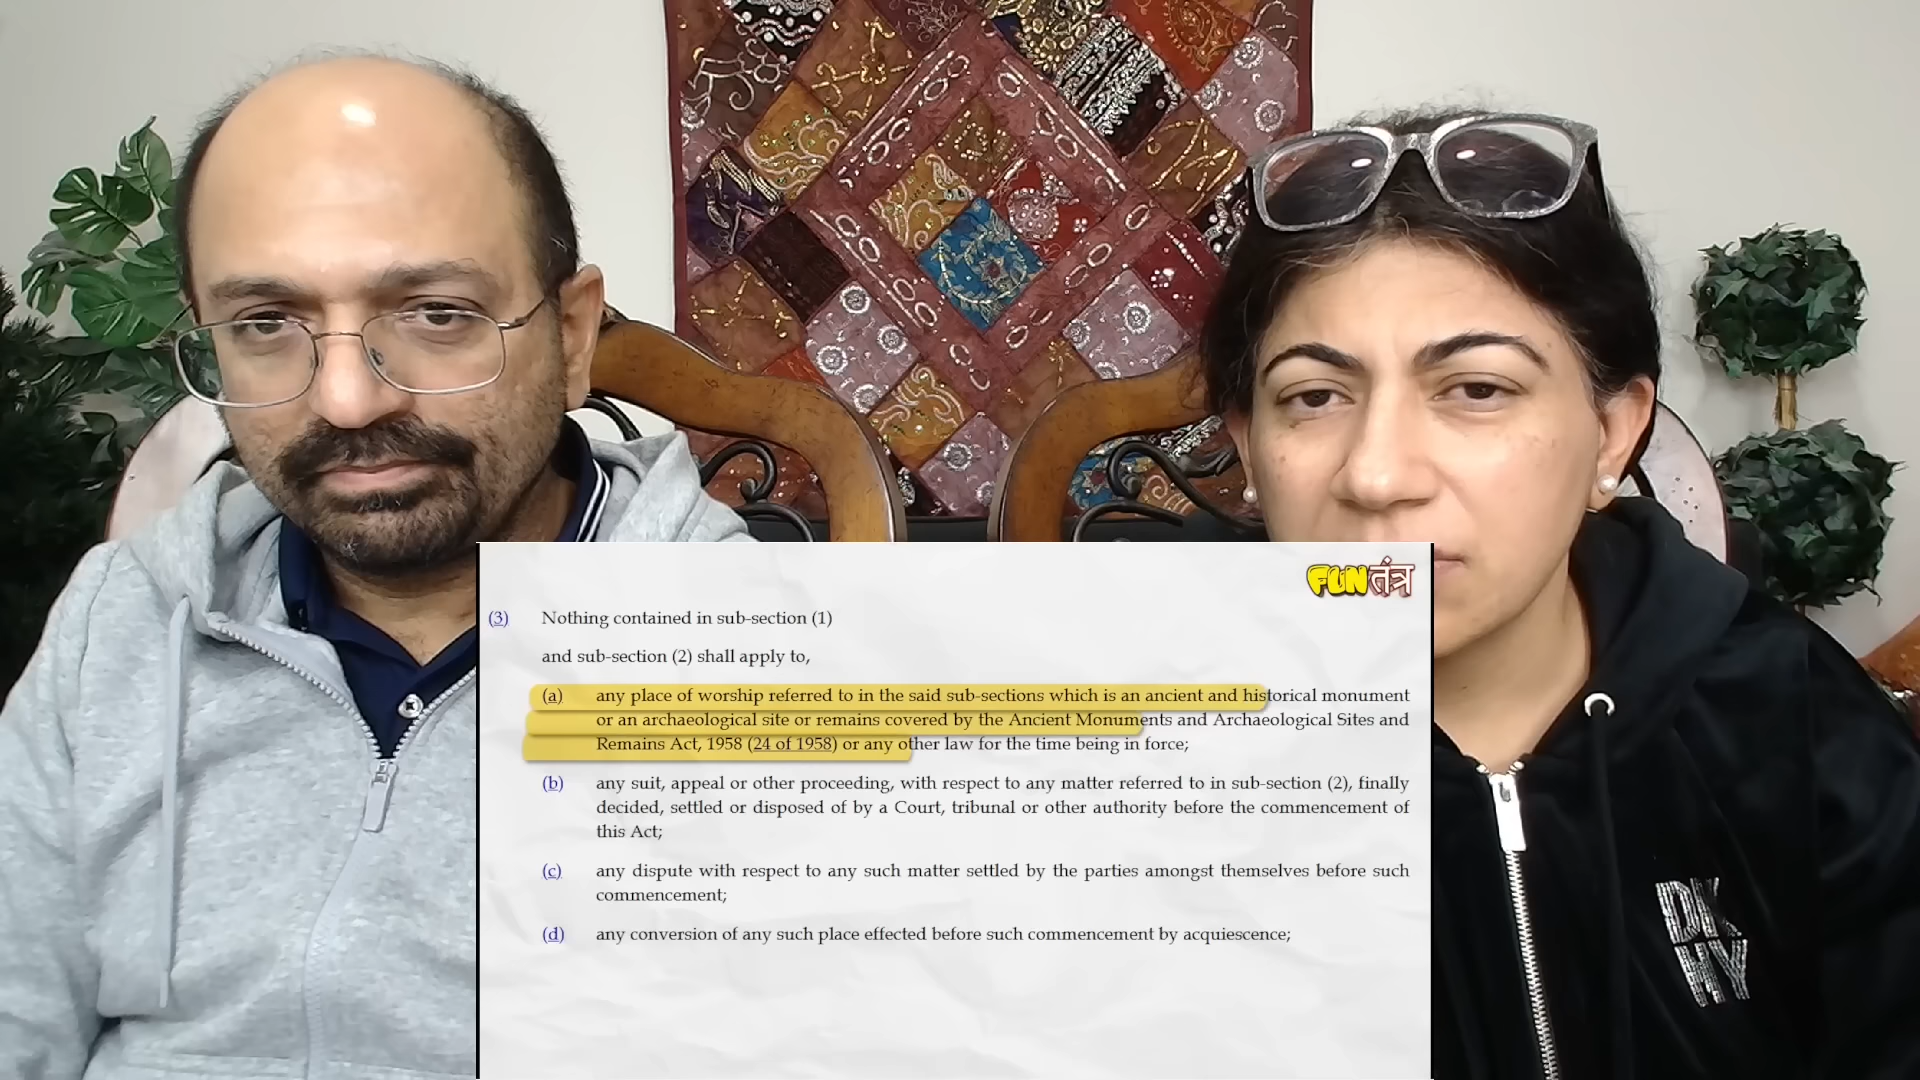 FUNतंत्र
(3) Nothing contained in sub-section (1)
and sub-section (2) shall apply to,
(a) any place of worship referred to in the said sub-sections which is an ancient and historical monument
or an archaeological site or remains covered by the Ancient Monuments and Archaeological Sites and
Remains Act, 1958 (24 of 1958) or any other law for the time being in force;
(b) any suit, appeal or other proceeding, with respect to any matter referred to in sub-section (2), finally
decided, settled or disposed of by a Court, tribunal or other authority before the commencement of
this Act;
(c) any dispute with respect to any such matter settled by the parties amongst themselves before such
commencement;
(d) any conversion of any such place effected before such commencement by acquiescence;
DK
NY